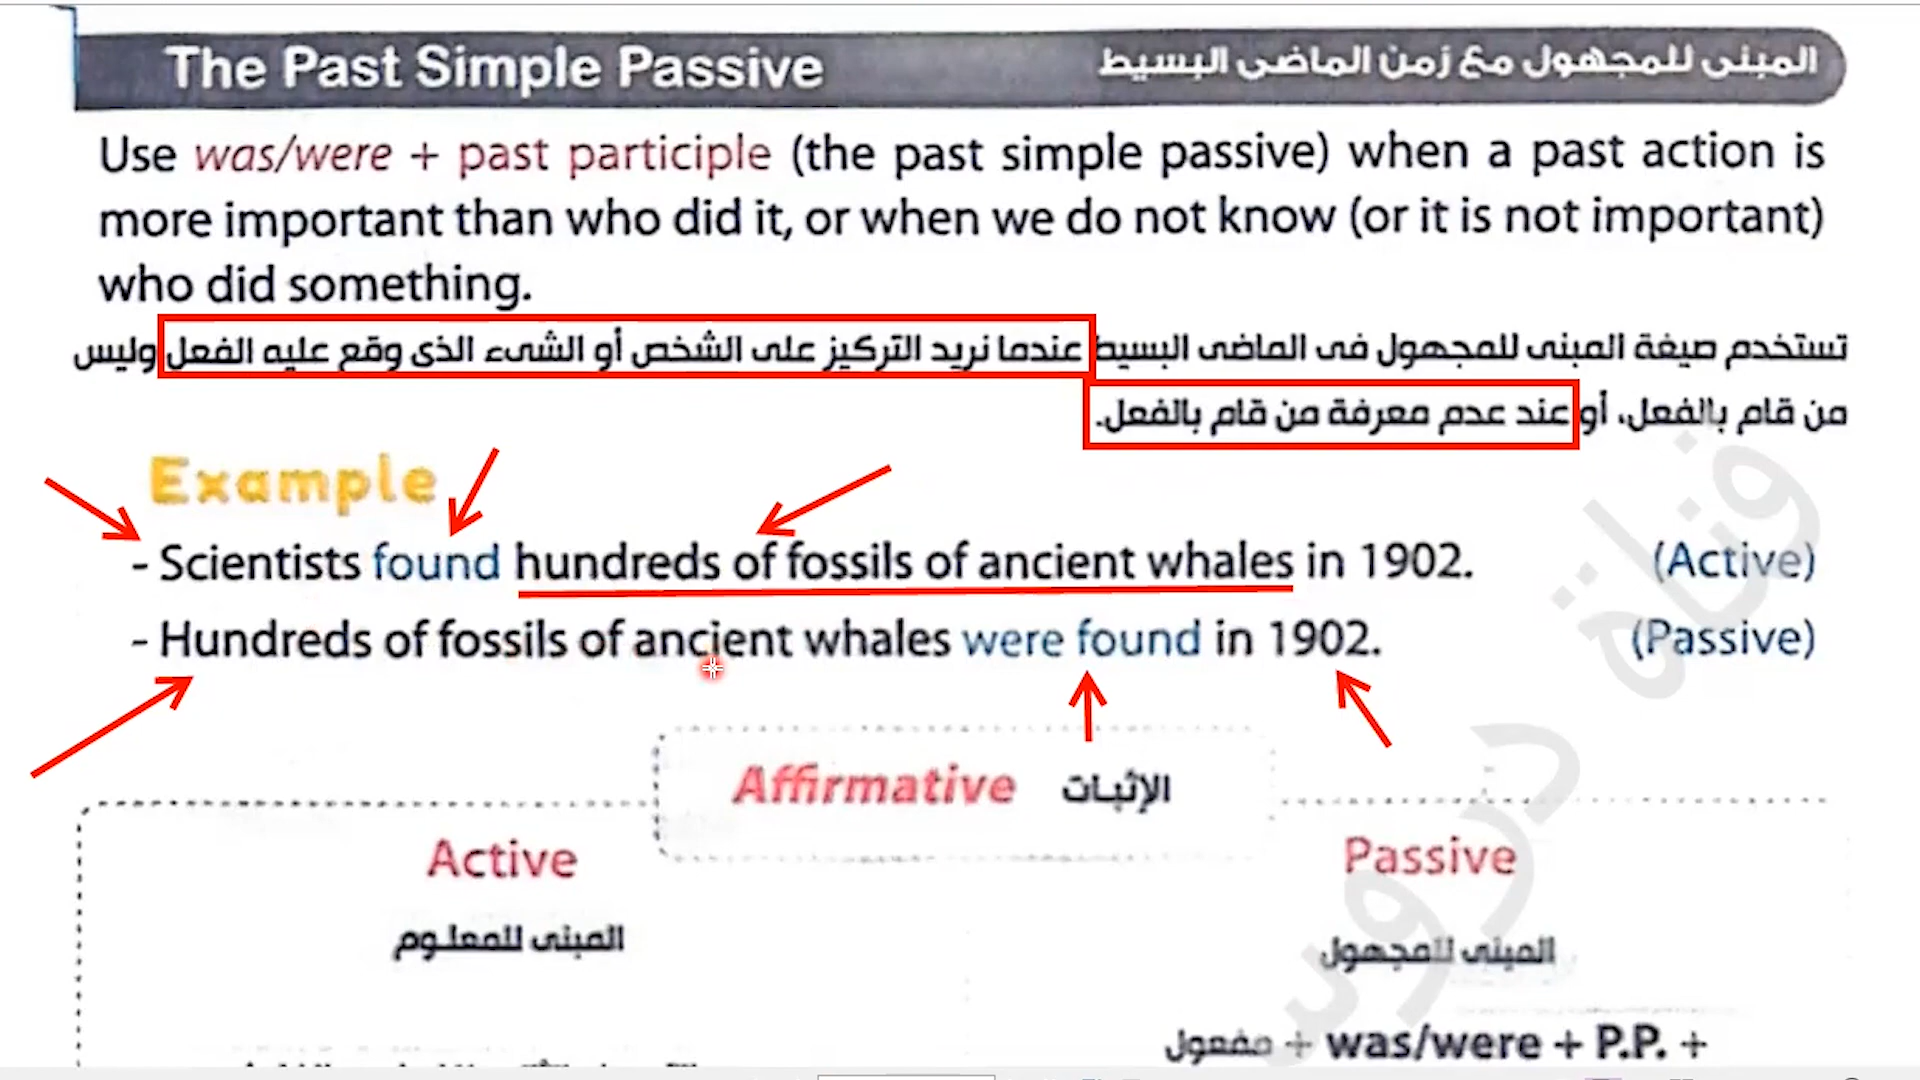 The Past Simple Passive المبنى للمجهول مع زمن الماضى البسيط
Use was/were + past participle (the past simple passive) when a past action is
more important than who did it, or when we do not know (or it is not important)
who did something.
تستخدم صيغة المبنى للمجهول فى الماضى البسيط عندما نريد التركيز على الشخص أو الشىء الذى وقع عليه الفعل وليس
من قام بالفعل، أو عند عدم معرفة من قام بالفعل.
Example
- Scientists found hundreds of fossils of ancient whales in 1902. (Active)
- Hundreds of fossils of ancient whales were found in 1902. (Passive)
Affirmative الإثبات
Active Passive
المبنى للمعلوم المبنى للمجهول
مفعول + was/were + P.P. +
قناة دروس